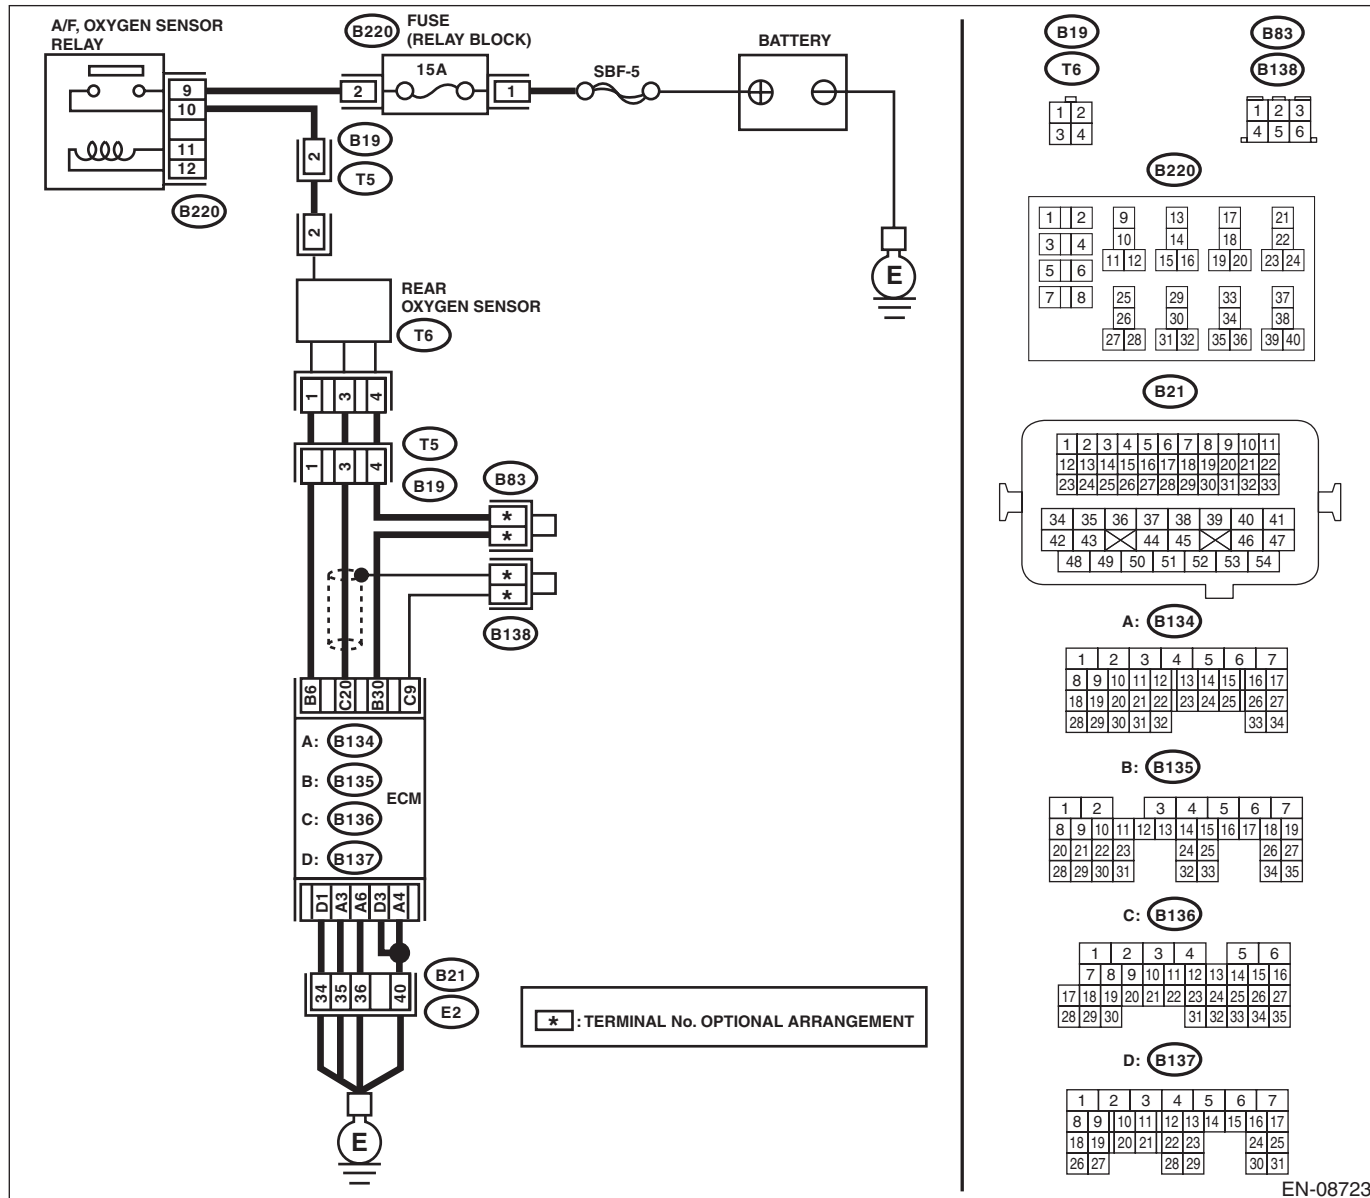 A/F, OXYGEN SENSOR
RELAY
B220
FUSE
(RELAY BLOCK)
15A
SBF-5
BATTERY
9
10
11
12
2
1
B220
2
B19
T5
2
E
REAR
OXYGEN SENSOR
T6
1 3 4
T5
1 3 4
B19
B83
*
*
*
*
B138
B6 C20 B30 C9
A: B134
B: B135
ECM
C: B136
D: B137
D1 A3 A6 D3 A4
34 35 36 40
B21
E2
E
* : TERMINAL No. OPTIONAL ARRANGEMENT
B19
T6
1 2
3 4
B83
B138
1 2 3
4 5 6
B220
1 2 9 13 17 21
3 4 10 14 18 22
11 12 15 16 19 20 23 24
5 6
7 8 25 29 33 37
26 30 34 38
27 28 31 32 35 36 39 40
B21
1 2 3 4 5 6 7 8 9 10 11
12 13 14 15 16 17 18 19 20 21 22
23 24 25 26 27 28 29 30 31 32 33
34 35 36 37 38 39 40 41
42 43 44 45 46 47
48 49 50 51 52 53 54
A: B134
1 2 3 4 5 6 7
8 9 10 11 12 13 14 15 16 17
18 19 20 21 22 23 24 25 26 27
28 29 30 31 32 33 34
B: B135
1 2 3 4 5 6 7
8 9 10 11 12 13 14 15 16 17 18 19
20 21 22 23 24 25 26 27
28 29 30 31 32 33 34 35
C: B136
1 2 3 4 5 6
7 8 9 10 11 12 13 14 15 16
17 18 19 20 21 22 23 24 25 26 27
28 29 30 31 32 33 34 35
D: B137
1 2 3 4 5 6 7
8 9 10 11 12 13 14 15 16 17
18 19 20 21 22 23 24 25
26 27 28 29 30 31
EN-08723